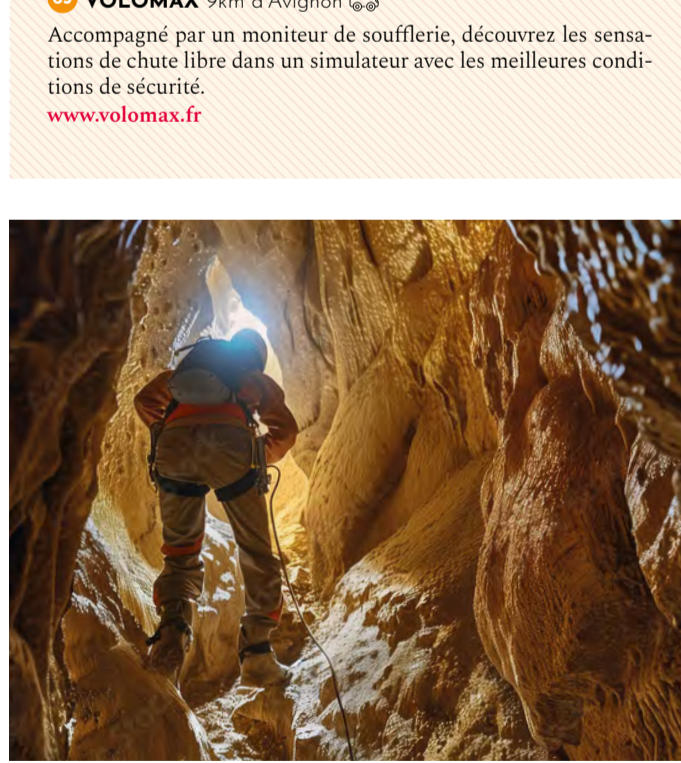 VOLOMAX 9km d'Avignon
Accompagné par un moniteur de soufflerie, découvrez les sensa-
tions de chute libre dans un simulateur avec les meilleures condi-
tions de sécurité.
www.volomax.fr